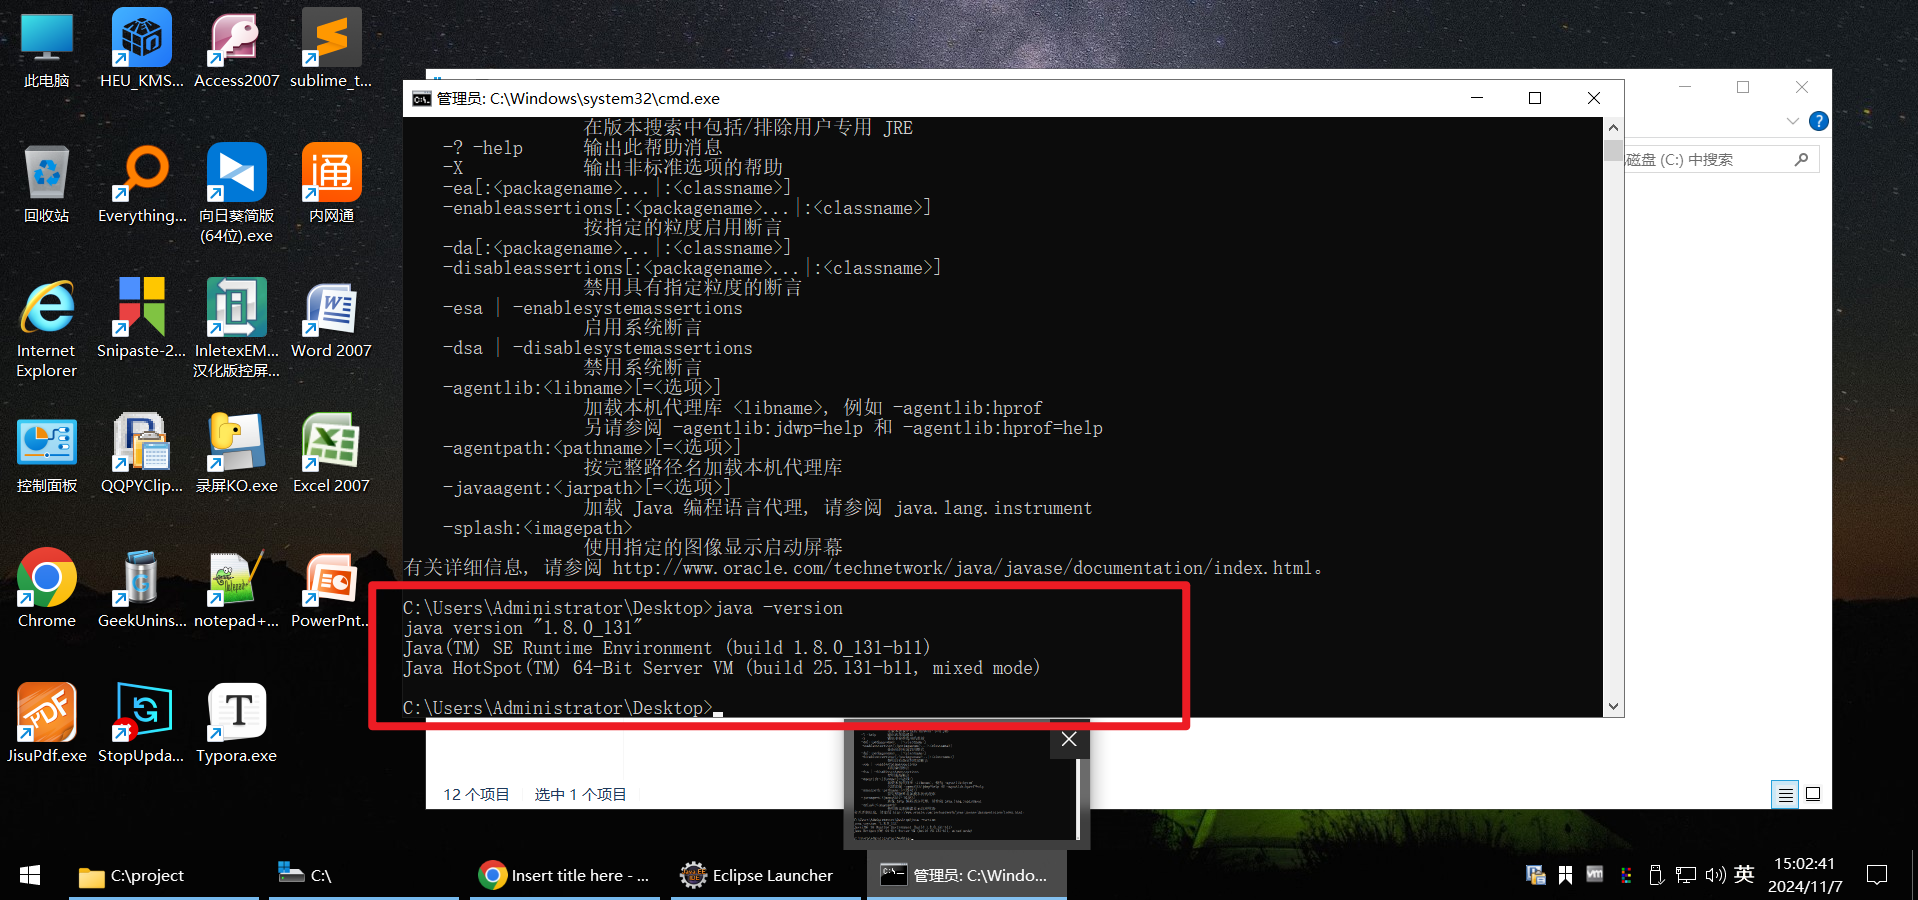 此电脑
HEU_KMS...
Access2007
sublime_t...
回收站
Everything...
向日葵简版
(64位).exe
内网通
Internet
Explorer
Snipaste-2...
InletexEM...
汉化版控屏...
Word 2007
控制面板
QQPYClip...
录屏KO.exe
Excel 2007
Chrome
GeekUnins...
notepad+...
PowerPnt...
JisuPdf.exe
StopUpda...
Typora.exe
管理员: C:\Windows\system32\cmd.exe
在版本搜索中包括/排除用户专用 JRE
-? -help 输出此帮助消息
-X 输出非标准选项的帮助
-ea[:<packagename>...|:<classname>]
-enableassertions[:<packagename>...|:<classname>]
按指定的粒度启用断言
-da[:<packagename>...|:<classname>]
-disableassertions[:<packagename>...|:<classname>]
禁用具有指定粒度的断言
-esa | -enablesystemassertions
启用系统断言
-dsa | -disablesystemassertions
禁用系统断言
-agentlib:<libname>[=<选项>]
加载本机代理库 <libname>, 例如 -agentlib:hprof
另请参阅 -agentlib:jdwp=help 和 -agentlib:hprof=help
-agentpath:<pathname>[=<选项>]
按完整路径名加载本机代理库
-javaagent:<jarpath>[=<选项>]
加载 Java 编程语言代理, 请参阅 java.lang.instrument
-splash:<imagepath>
使用指定的图像显示启动屏幕
有关详细信息, 请参阅 http://www.oracle.com/technetwork/java/javase/documentation/index.html。
C:\Users\Administrator\Desktop>java -version
java version "1.8.0_131"
Java(TM) SE Runtime Environment (build 1.8.0_131-b11)
Java HotSpot(TM) 64-Bit Server VM (build 25.131-b11, mixed mode)
C:\Users\Administrator\Desktop>
磁盘 (C:) 中搜索
12 个项目 选中 1 个项目
C:\project
C:\
Insert title here - ...
Eclipse Launcher
管理员: C:\Windo...
英
15:02:41
2024/11/7